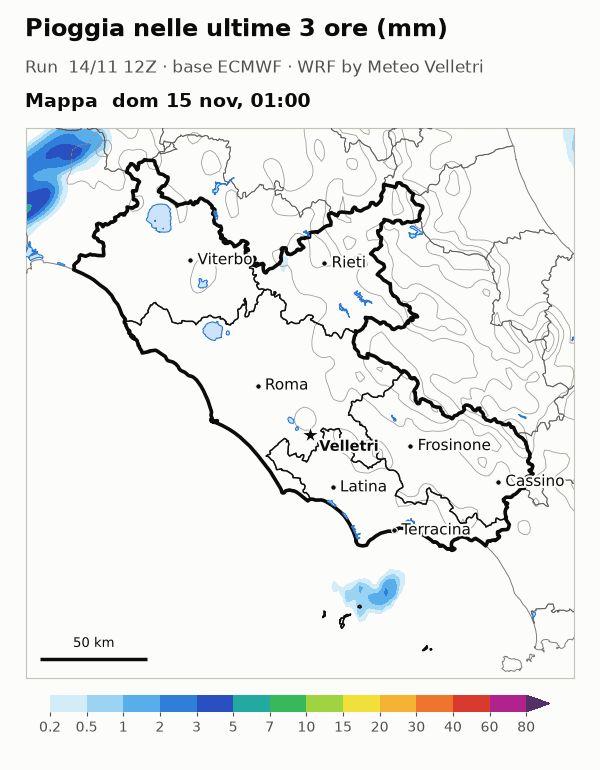 Pioggia nelle ultime 3 ore (mm)
Run  14/11 12Z · base ECMWF · WRF by Meteo Velletri
Mappa  dom 15 nov, 01:00
Viterbo
Rieti
Roma
Velletri
Frosinone
Latina
Cassino
Terracina
50 km
0.2 0.5 1 2 3 5 7 10 15 20 30 40 60 80